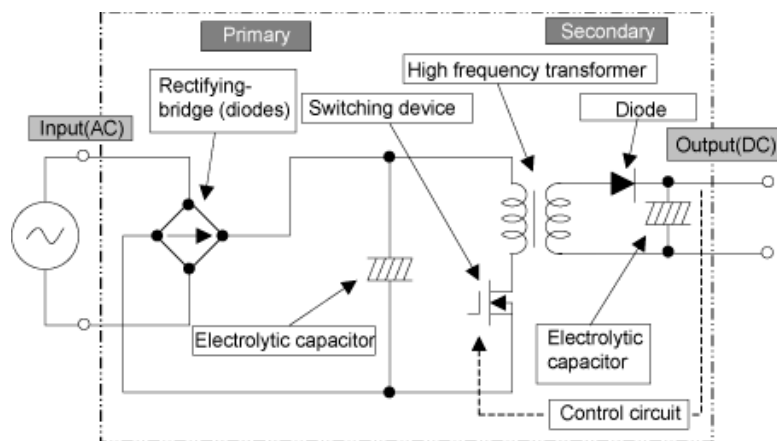 Primary
Secondary
High frequency transformer
Rectifying-
bridge (diodes)
Switching device
Diode
Input(AC)
Output(DC)
Electrolytic capacitor
Electrolytic
capacitor
Control circuit